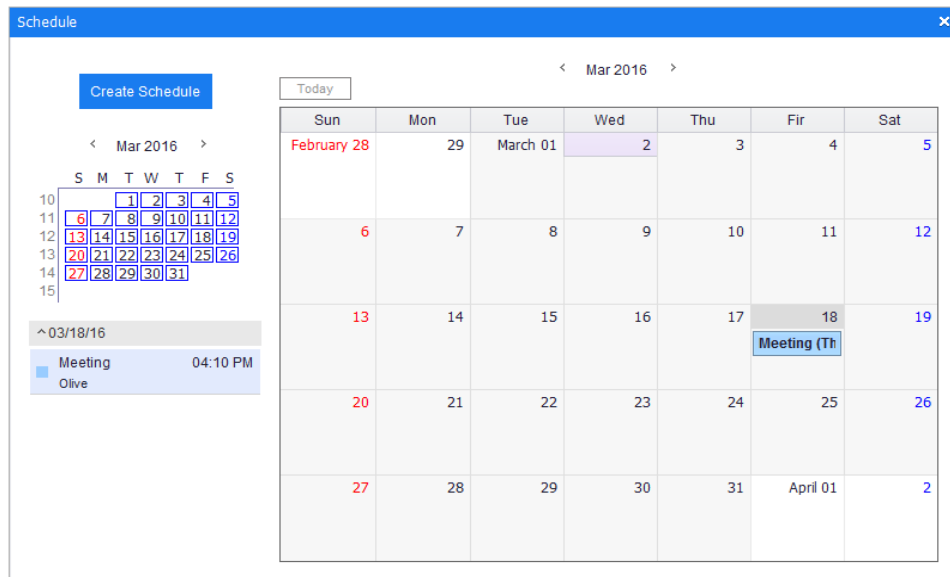 Schedule ×
Create Schedule
< Mar 2016 >
S M T W T F S
10 1 2 3 4 5
11 6 7 8 9 10 11 12
12 13 14 15 16 17 18 19
13 20 21 22 23 24 25 26
14 27 28 29 30 31
15
^03/18/16
Meeting 04:10 PM
Olive
< Mar 2016 >
Today
Sun Mon Tue Wed Thu Fir Sat
February 28 29 March 01 2 3 4 5
6 7 8 9 10 11 12
13 14 15 16 17 18 19
Meeting (Th
20 21 22 23 24 25 26
27 28 29 30 31 April 01 2